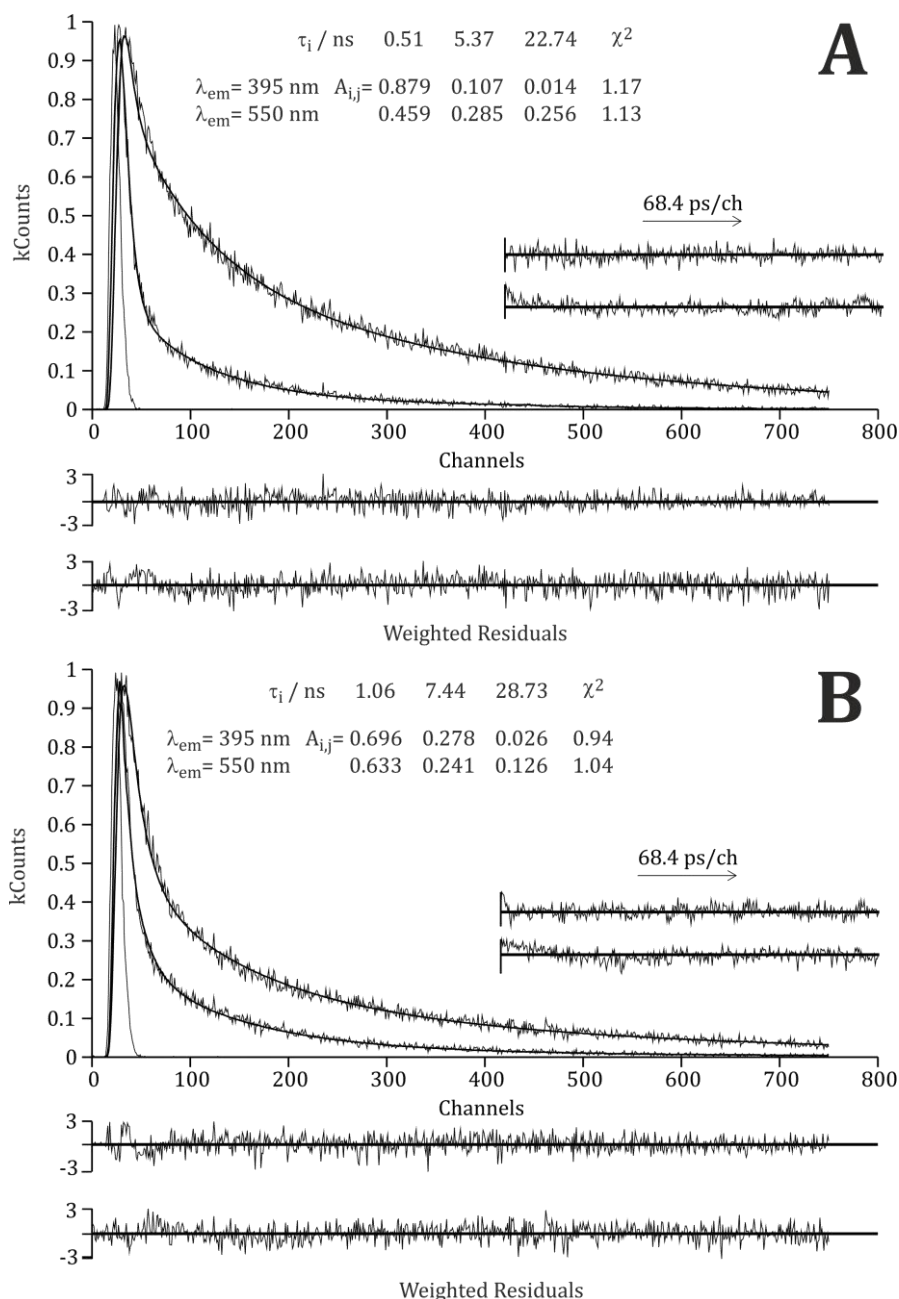 A
τi / ns 0.51 5.37 22.74 χ2
λem= 395 nm Ai,j= 0.879 0.107 0.014 1.17
λem= 550 nm 0.459 0.285 0.256 1.13
kCounts
1
0.9
0.8
0.7
0.6
0.5
0.4
0.3
0.2
0.1
0
68.4 ps/ch
0 100 200 300 400 500 600 700 800
Channels
3
-3
3
-3
Weighted Residuals
B
τi / ns 1.06 7.44 28.73 χ2
λem= 395 nm Ai,j= 0.696 0.278 0.026 0.94
λem= 550 nm 0.633 0.241 0.126 1.04
kCounts
1
0.9
0.8
0.7
0.6
0.5
0.4
0.3
0.2
0.1
0
68.4 ps/ch
0 100 200 300 400 500 600 700 800
Channels
3
-3
3
-3
Weighted Residuals